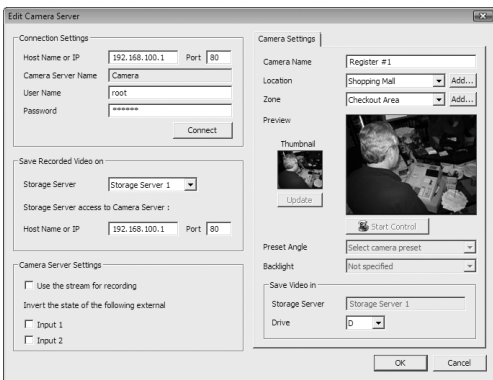 Edit Camera Server
Connection Settings
Host Name or IP 192.168.100.1 Port 80
Camera Server Name Camera
User Name root
Password ******
Connect
Save Recorded Video on
Storage Server Storage Server 1
Storage Server access to Camera Server :
Host Name or IP 192.168.100.1 Port 80
Camera Server Settings
Use the stream for recording
Invert the state of the following external
Input 1
Input 2
Camera Settings
Camera Name Register #1
Location Shopping Mall Add...
Zone Checkout Area Add...
Preview
Thumbnail
Update
Start Control
Preset Angle Select camera preset
Backlight Not specified
Save Video in
Storage Server Storage Server 1
Drive D
OK Cancel